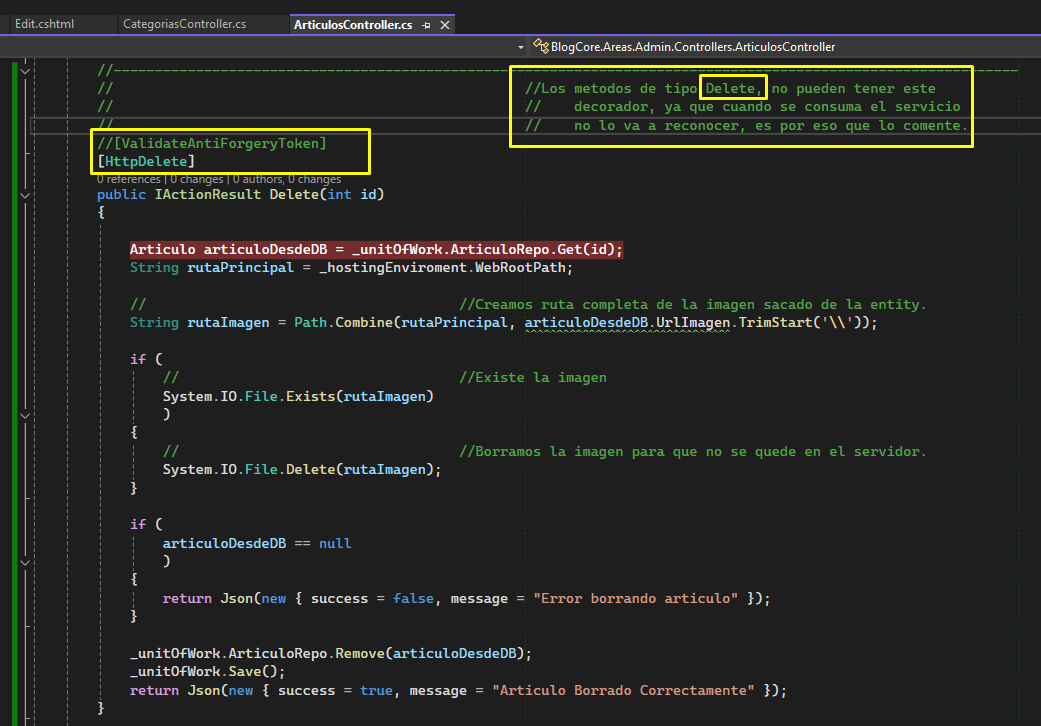 Edit.cshtml CategoriasController.cs ArticulosController.cs
BlogCore.Areas.Admin.Controllers.ArticulosController
//--------------------------------------------------------------------------------------------------------------
// //Los metodos de tipo Delete, no pueden tener este
// // decorador, ya que cuando se consuma el servicio
// // no lo va a reconocer, es por eso que lo comente.
//[ValidateAntiForgeryToken]
[HttpDelete]
0 references | 0 changes | 0 authors, 0 changes
public IActionResult Delete(int id)
{
Articulo articuloDesdeDB = _unitOfWork.ArticuloRepo.Get(id);
String rutaPrincipal = _hostingEnviroment.WebRootPath;
// //Creamos ruta completa de la imagen sacado de la entity.
String rutaImagen = Path.Combine(rutaPrincipal, articuloDesdeDB.UrlImagen.TrimStart('\\'));
if (
// //Existe la imagen
System.IO.File.Exists(rutaImagen)
)
{
// //Borramos la imagen para que no se quede en el servidor.
System.IO.File.Delete(rutaImagen);
}
if (
articuloDesdeDB == null
)
{
return Json(new { success = false, message = "Error borrando articulo" });
}
_unitOfWork.ArticuloRepo.Remove(articuloDesdeDB);
_unitOfWork.Save();
return Json(new { success = true, message = "Articulo Borrado Correctamente" });
}